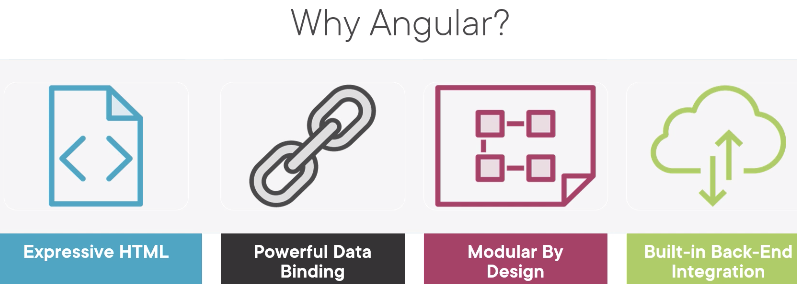 Why Angular?
Expressive HTML
Powerful Data
Binding
Modular By
Design
Built-in Back-End
Integration